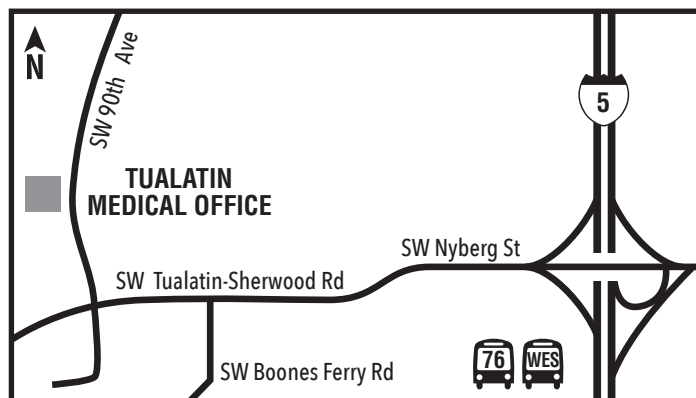 N
SW 90th Ave
5
TUALATIN
MEDICAL OFFICE
SW Nyberg St
SW Tualatin-Sherwood Rd
SW Boones Ferry Rd
76
WES